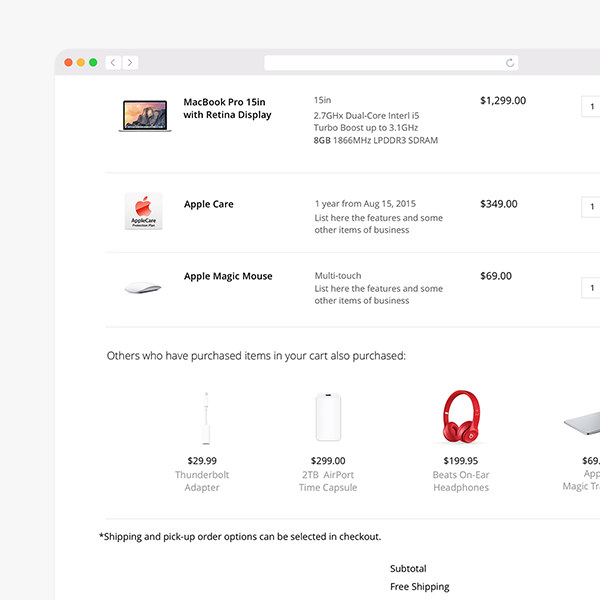 MacBook Pro 15in
with Retina Display
15in
2.7GHx Dual-Core Interl i5
Turbo Boost up to 3.1GHz
8GB 1866MHz LPDDR3 SDRAM
$1,299.00
1
AppleCare
Protection Plan
Apple Care
1 year from Aug 15, 2015
List here the features and some
other items of business
$349.00
1
Apple Magic Mouse
Multi-touch
List here the features and some
other items of business
$69.00
1
Others who have purchased items in your cart also purchased:
$29.99
Thunderbolt
Adapter
$299.00
2TB AirPort
Time Capsule
$199.95
Beats On-Ear
Headphones
$69.
App
Magic Tra
*Shipping and pick-up order options can be selected in checkout.
Subtotal
Free Shipping